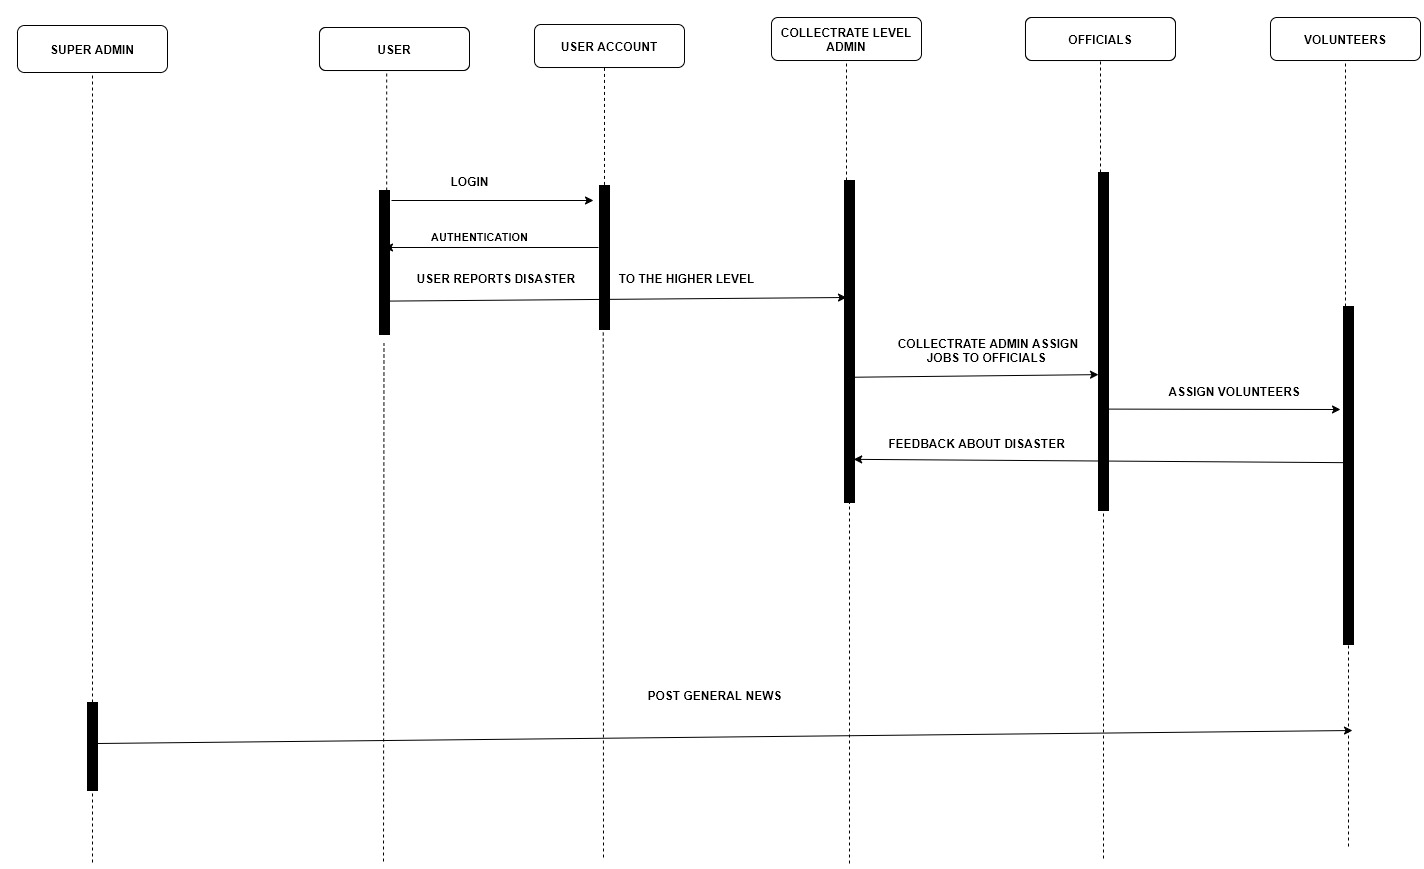 SUPER ADMIN
USER
USER ACCOUNT
COLLECTRATE LEVEL
ADMIN
OFFICIALS
VOLUNTEERS
LOGIN
AUTHENTICATION
USER REPORTS DISASTER TO THE HIGHER LEVEL
COLLECTRATE ADMIN ASSIGN
JOBS TO OFFICIALS
ASSIGN VOLUNTEERS
FEEDBACK ABOUT DISASTER
POST GENERAL NEWS